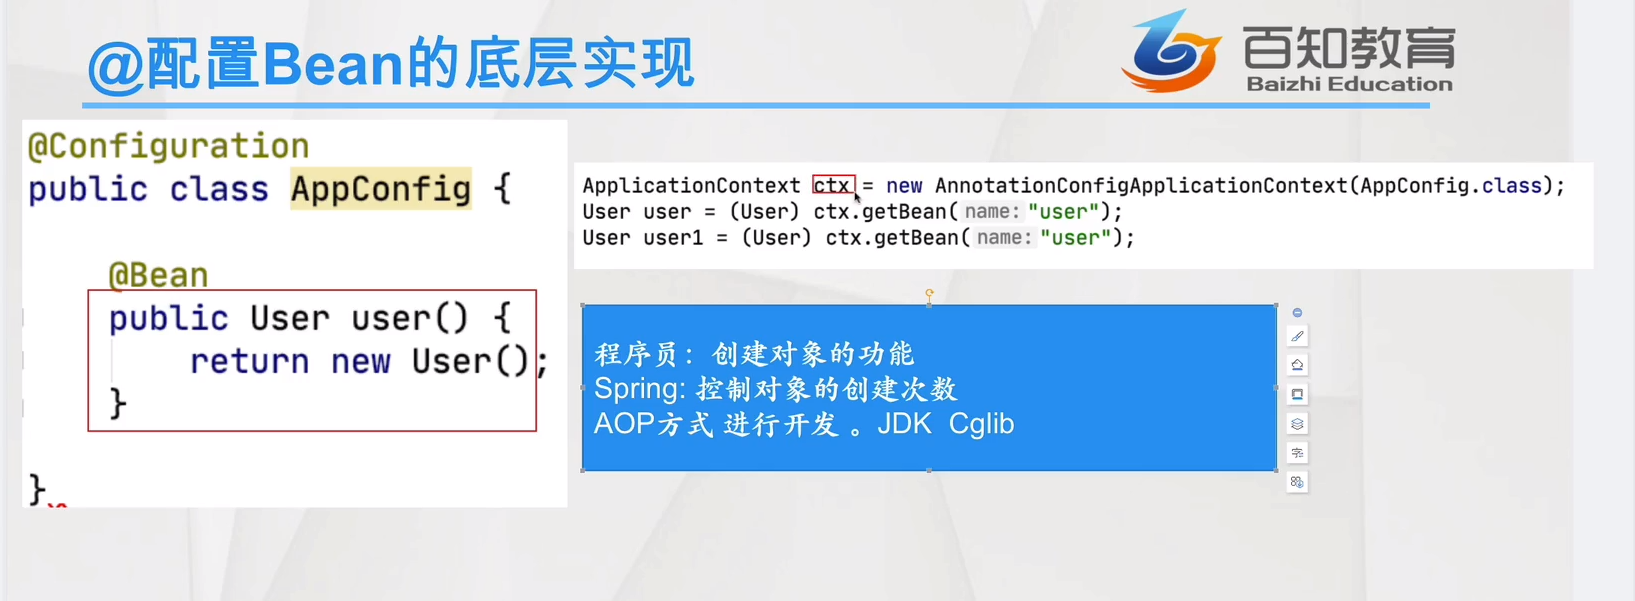 @配置Bean的底层实现
百知教育
Baizhi Education
@Configuration
public class AppConfig {
@Bean
public User user() {
return new User();
}
}
ApplicationContext ctx = new AnnotationConfigApplicationContext(AppConfig.class);
User user = (User) ctx.getBean( name: "user");
User user1 = (User) ctx.getBean( name: "user");
程序员：创建对象的功能
Spring: 控制对象的创建次数
AOP方式 进行开发 。JDK Cglib